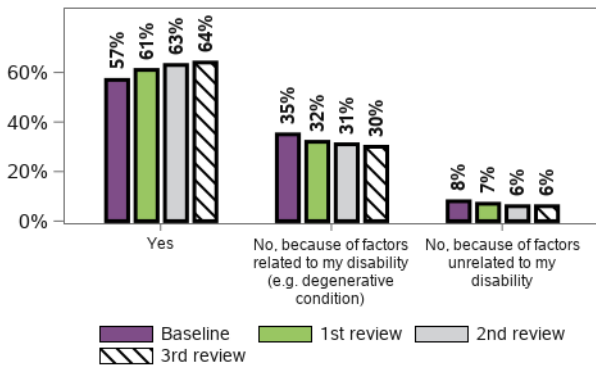 57% 61% 63% 64%
35% 32% 31% 30%
8% 7% 6% 6%
60%
40%
20%
0%
Yes
No, because of factors
related to my disability
(e.g. degenerative
condition)
No, because of factors
unrelated to my
disability
Baseline 1st review 2nd review
3rd review